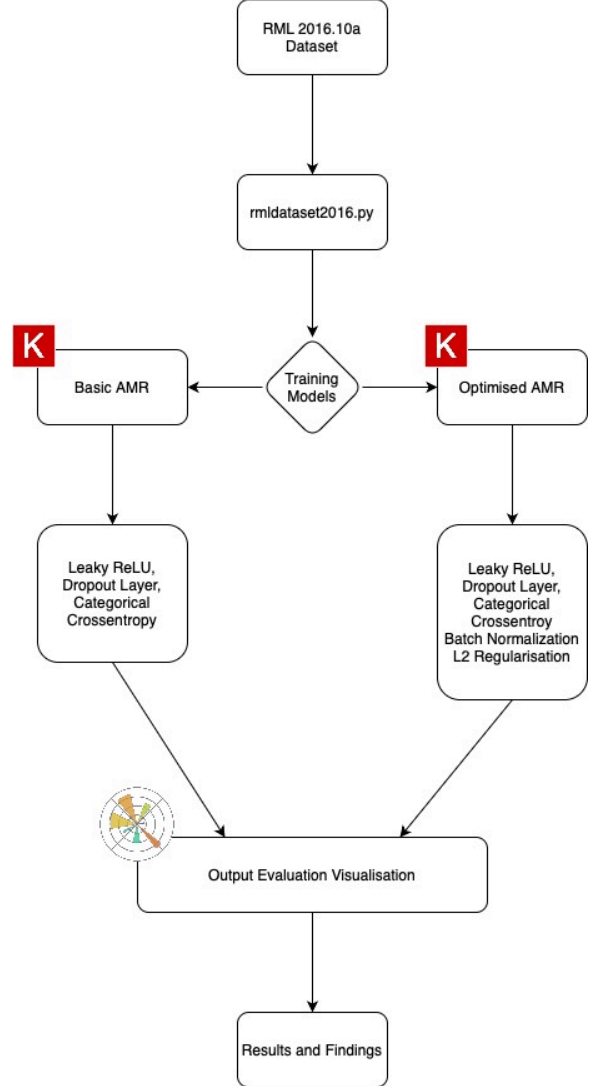 RML 2016.10a
Dataset
rmldataset2016.py
K
K
Basic AMR
Training
Models
Optimised AMR
Leaky ReLU,
Dropout Layer,
Categorical
Crossentropy
Leaky ReLU,
Dropout Layer,
Categorical
Crossentroy
Batch Normalization
L2 Regularisation
Output Evaluation Visualisation
Results and Findings